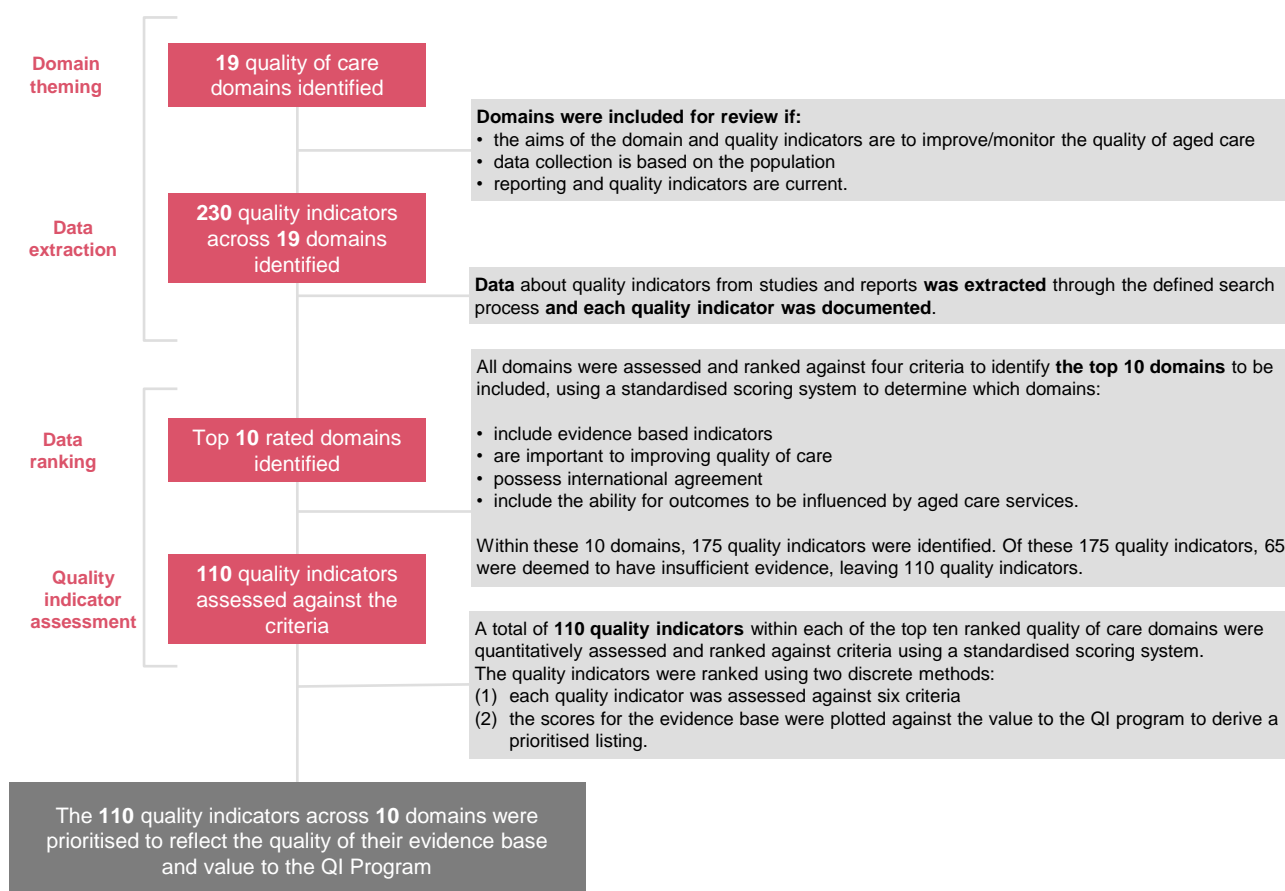 Domain
theming
19 quality of care
domains identified
Domains were included for review if:
• the aims of the domain and quality indicators are to improve/monitor the quality of aged care
• data collection is based on the population
• reporting and quality indicators are current.
Data
extraction
230 quality indicators
across 19 domains
identified
Data about quality indicators from studies and reports was extracted through the defined search
process and each quality indicator was documented.
All domains were assessed and ranked against four criteria to identify the top 10 domains to be
included, using a standardised scoring system to determine which domains:
• include evidence based indicators
• are important to improving quality of care
• possess international agreement
• include the ability for outcomes to be influenced by aged care services.
Within these 10 domains, 175 quality indicators were identified. Of these 175 quality indicators, 65
were deemed to have insufficient evidence, leaving 110 quality indicators.
Data
ranking
Top 10 rated domains
identified
Quality
indicator
assessment
110 quality indicators
assessed against the
criteria
A total of 110 quality indicators within each of the top ten ranked quality of care domains were
quantitatively assessed and ranked against criteria using a standardised scoring system.
The quality indicators were ranked using two discrete methods:
(1) each quality indicator was assessed against six criteria
(2) the scores for the evidence base were plotted against the value to the QI program to derive a
prioritised listing.
The 110 quality indicators across 10 domains were
prioritised to reflect the quality of their evidence base
and value to the QI Program